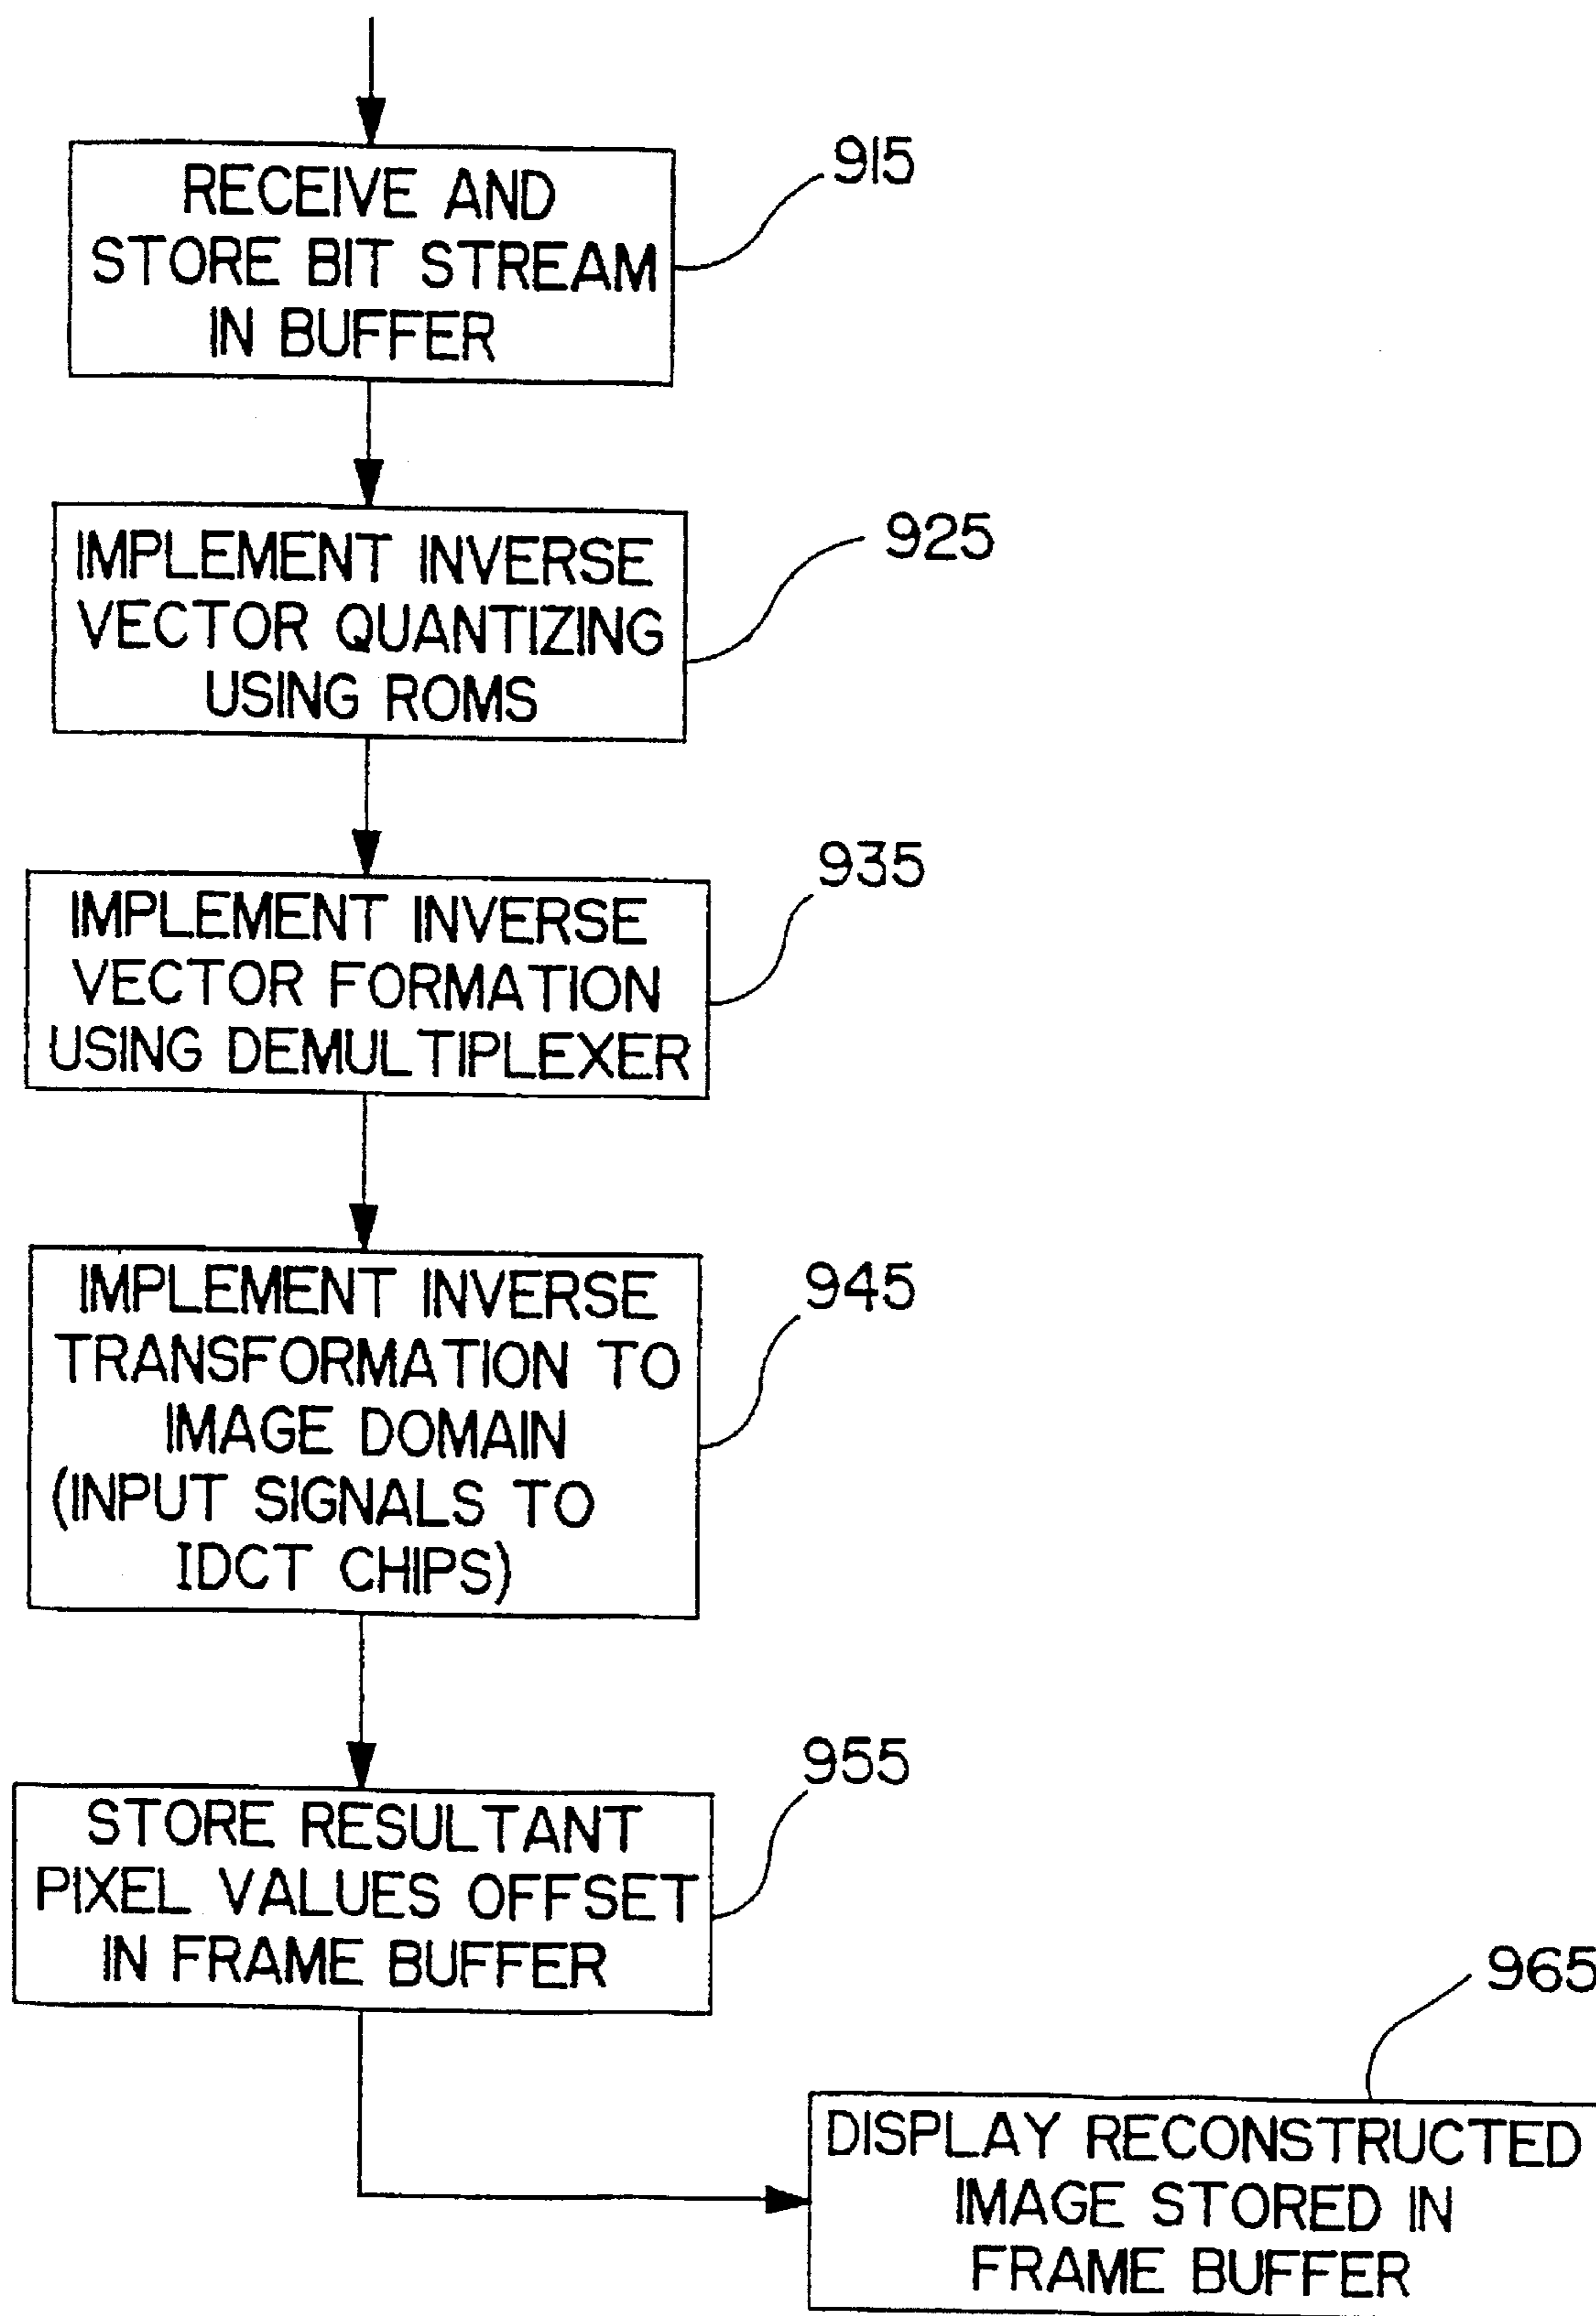 RECEIVE AND
STORE BIT STREAM
IN BUFFER
915
IMPLEMENT INVERSE
VECTOR QUANTIZING
USING ROMS
925
IMPLEMENT INVERSE
VECTOR FORMATION
USING DEMULTIPLEXER
935
IMPLEMENT INVERSE
TRANSFORMATION TO
IMAGE DOMAIN
(INPUT SIGNALS TO
IDCT CHIPS)
945
STORE RESULTANT
PIXEL VALUES OFFSET
IN FRAME BUFFER
955
965
DISPLAY RECONSTRUCTED
IMAGE STORED IN
FRAME BUFFER